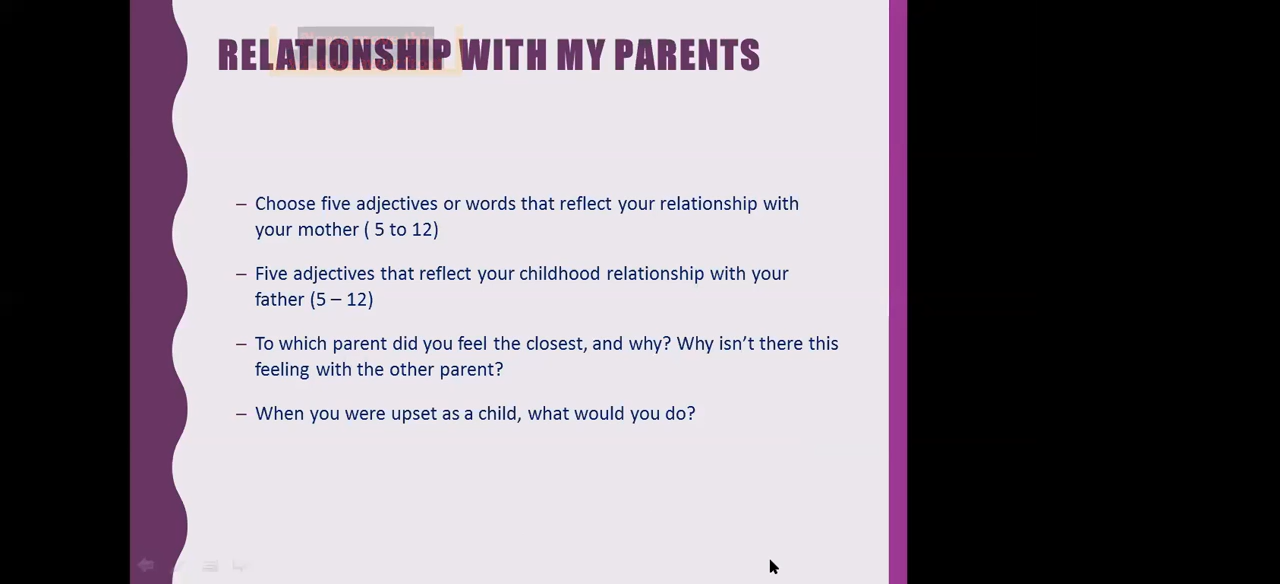 RELATIONSHIP WITH MY PARENTS
– Choose five adjectives or words that reflect your relationship with
your mother ( 5 to 12)
– Five adjectives that reflect your childhood relationship with your
father (5 – 12)
– To which parent did you feel the closest, and why? Why isn’t there this
feeling with the other parent?
– When you were upset as a child, what would you do?